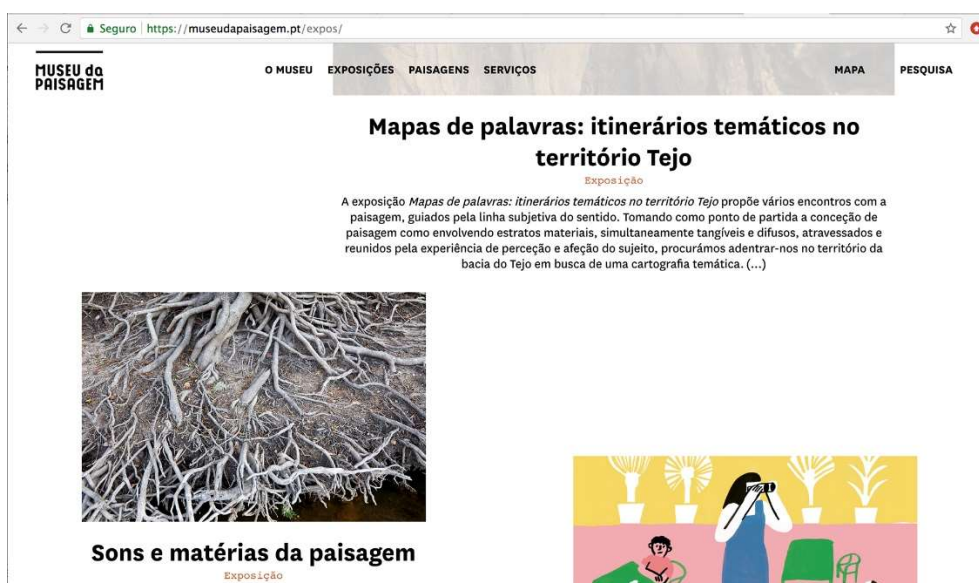 Seguro https://museudapaisagem.pt/expos/
MUSEU da
PAISAGEM
O MUSEU EXPOSIÇÕES PAISAGENS SERVIÇOS MAPA PESQUISA
Mapas de palavras: itinerários temáticos no
território Tejo
Exposição
A exposição Mapas de palavras: itinerários temáticos no território Tejo propõe vários encontros com a
paisagem, guiados pela linha subjetiva do sentido. Tomando como ponto de partida a conceção de
paisagem como envolvendo estratos materiais, simultaneamente tangíveis e difusos, atravessados e
reunidos pela experiência de perceção e afeção do sujeito, procurámos adentrar-nos no território da
bacia do Tejo em busca de uma cartografia temática. (...)
Sons e matérias da paisagem
Exposição